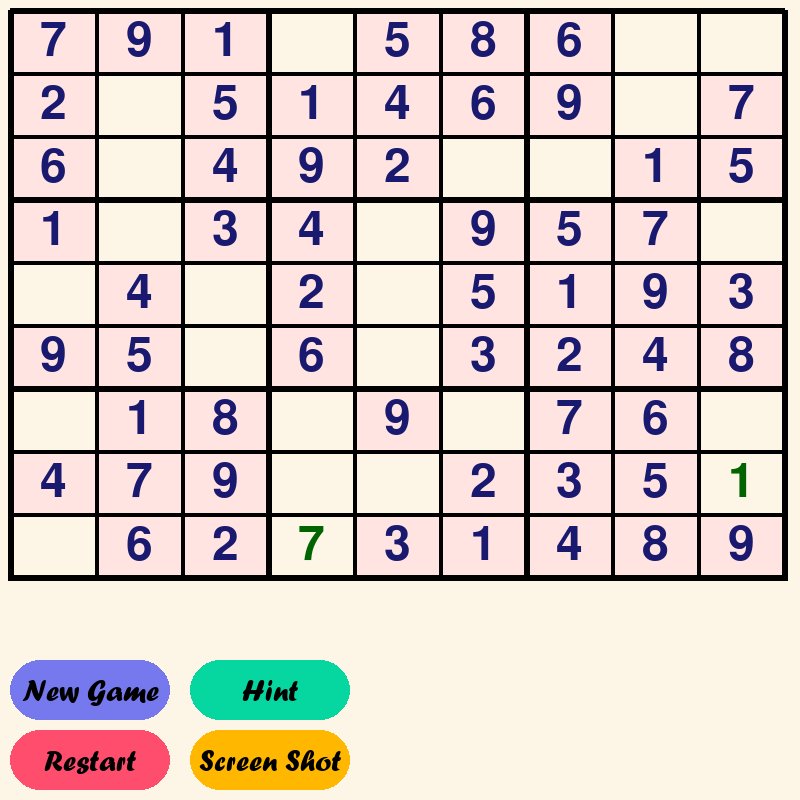 7 9 1 5 8 6
2 5 1 4 6 9 7
6 4 9 2 1 5
1 3 4 9 5 7
4 2 5 1 9 3
9 5 6 3 2 4 8
1 8 9 7 6
4 7 9 2 3 5 1
6 2 7 3 1 4 8 9
New Game Hint
Restart Screen Shot